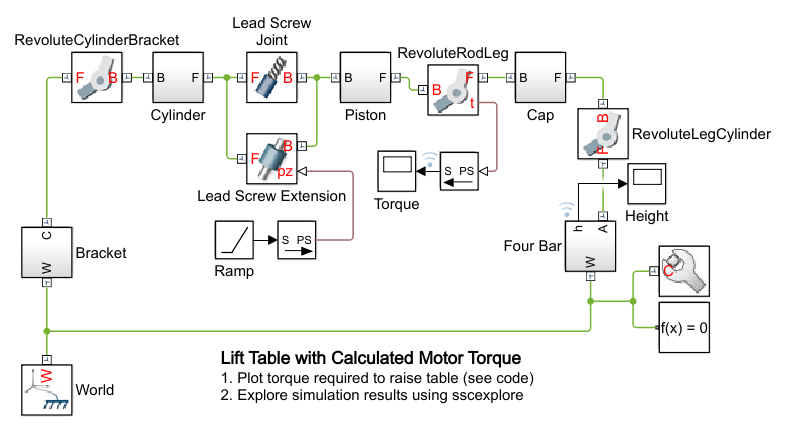 Lead Screw
Joint
RevoluteCylinderBracket
F B
B F
Cylinder
F B
B F
Piston
RevoluteRodLeg
B F
t
B F
Cap
B
F
RevoluteLegCylinder
F B
pz
Lead Screw Extension
Torque
S PS
Height
Ramp
S PS
C
W
Bracket
h A
W
Four Bar
C
f(x) = 0
W
World
Lift Table with Calculated Motor Torque
1. Plot torque required to raise table (see code)
2. Explore simulation results using sscexplore